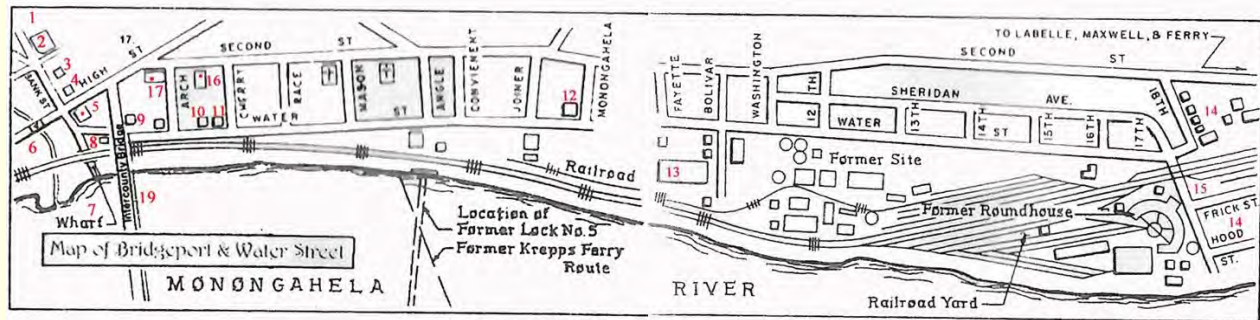 1
2
3
4
HIGH
17
ST
SECOND ST
BANK ST
5
6
7
8
9
17
ARCH
16
10
11
CHERRY
WATER
RACE
MASON
ST
ANGLE
CONVIENENT
JOINER
12
MONONGAHELA
Intercounty Bridge
19
Wharf
Map of Bridgeport & Water Street
MONONGAHELA
Location of
Former Lock No. 5
Former Krepps Ferry
Route
Railroad
FAYETTE
BOLIVAR
WASHINGTON
12 TH
TO LABELLE, MAXWELL, & FERRY
SECOND
ST
SHERIDAN AVE.
WATER
ST
13TH
14TH
15TH
16TH
17TH
18TH
14
13
Former Site
15
Former Roundhouse
FRICK ST.
14
HOOD
ST.
RIVER
Railroad Yard